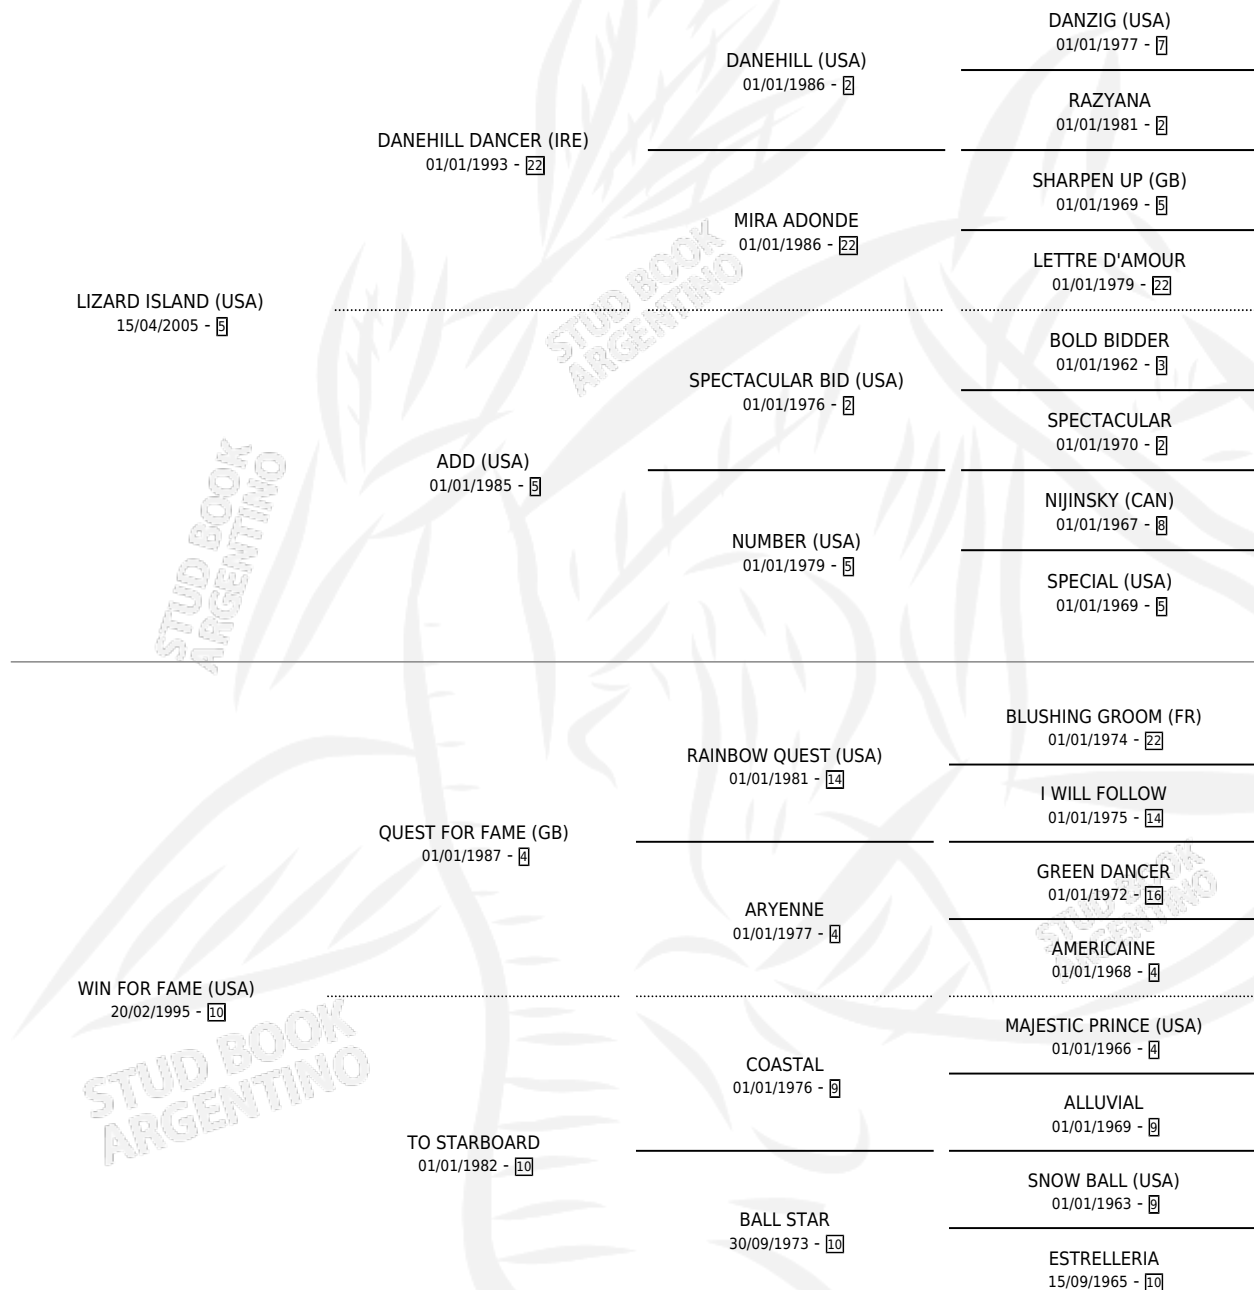 DANZIG (USA)
01/01/1977 - 7
DANEHILL (USA)
01/01/1986 - 2
RAZYANA
01/01/1981 - 2
DANEHILL DANCER (IRE)
01/01/1993 - 22
SHARPEN UP (GB)
01/01/1969 - 5
MIRA ADONDE
01/01/1986 - 22
LETTRE D'AMOUR
01/01/1979 - 22
LIZARD ISLAND (USA)
15/04/2005 - 5
STUD BOOK
ARGENTINO
BOLD BIDDER
01/01/1962 - 3
SPECTACULAR BID (USA)
01/01/1976 - 2
SPECTACULAR
01/01/1970 - 2
ADD (USA)
01/01/1985 - 5
NIJINSKY (CAN)
01/01/1967 - 8
NUMBER (USA)
01/01/1979 - 5
SPECIAL (USA)
01/01/1969 - 5
STUD BOOK
ARGENTINO
BLUSHING GROOM (FR)
01/01/1974 - 22
RAINBOW QUEST (USA)
01/01/1981 - 14
I WILL FOLLOW
01/01/1975 - 14
QUEST FOR FAME (GB)
01/01/1987 - 4
GREEN DANCER
01/01/1972 - 16
STUD BOOK
ARGENTINO
ARYENNE
01/01/1977 - 4
AMERICAINE
01/01/1968 - 4
WIN FOR FAME (USA)
20/02/1995 - 10
STUD BOOK
ARGENTINO
MAJESTIC PRINCE (USA)
01/01/1966 - 4
COASTAL
01/01/1976 - 9
ALLUVIAL
01/01/1969 - 9
TO STARBOARD
01/01/1982 - 10
SNOW BALL (USA)
01/01/1963 - 9
BALL STAR
30/09/1973 - 10
ESTRELLERIA
15/09/1965 - 10